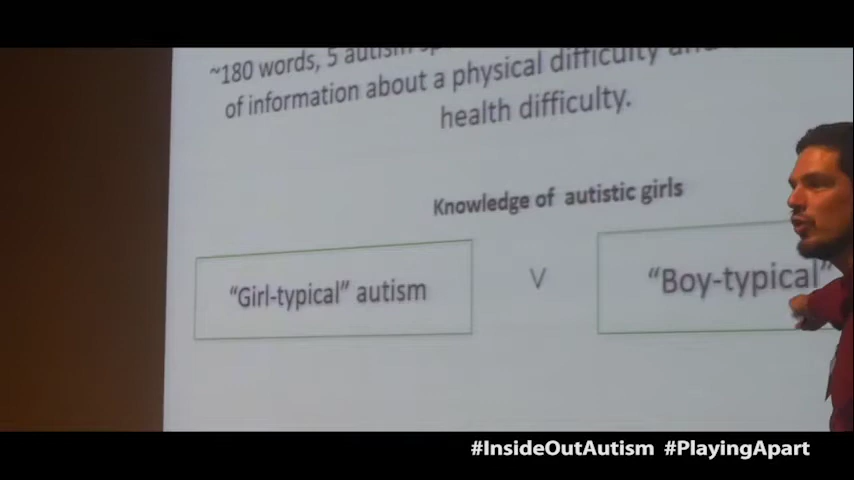 ~180 words, 5 autism
of information about a physical difficulty and
health difficulty.
Knowledge of autistic girls
"Girl-typical" autism
V
"Boy-typical"
#InsideOutAutism #PlayingApart